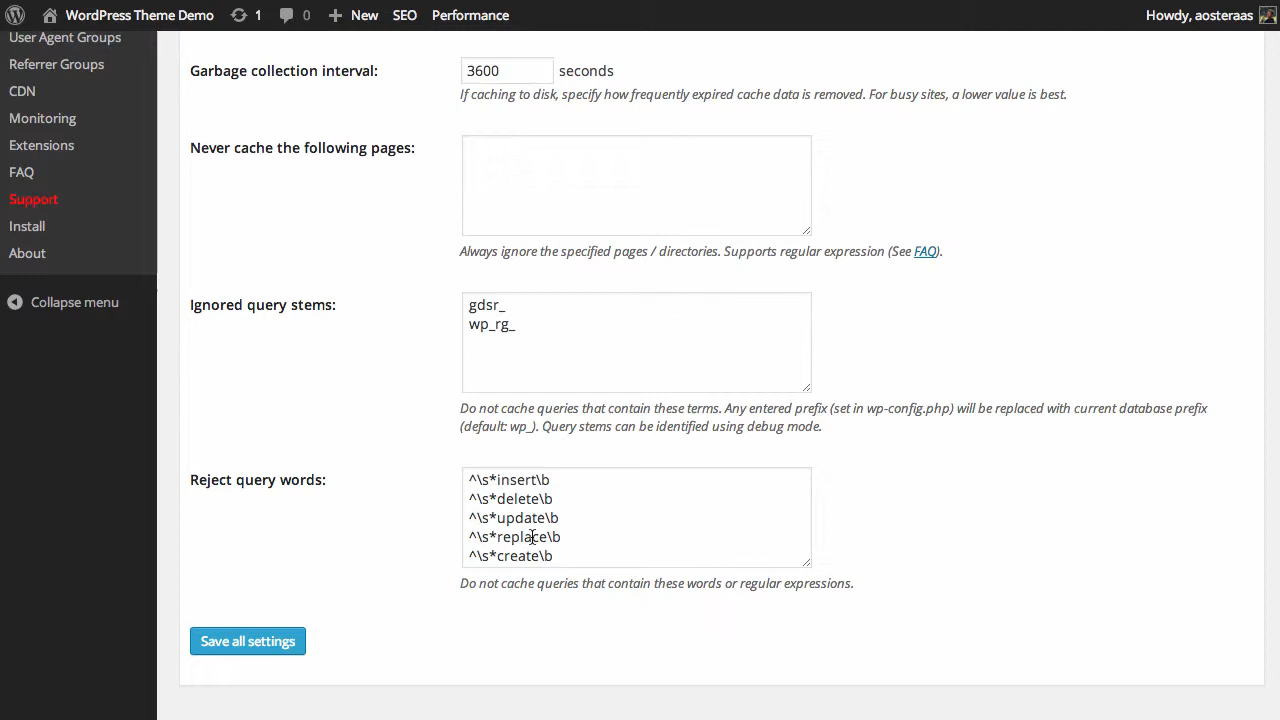 WordPress Theme Demo 1 0 New SEO Performance Howdy, aosteraas
User Agent Groups
Referrer Groups
CDN
Monitoring
Extensions
FAQ
Support
Install
About
Collapse menu
Garbage collection interval: 3600 seconds
If caching to disk, specify how frequently expired cache data is removed. For busy sites, a lower value is best.
Never cache the following pages:
Always ignore the specified pages / directories. Supports regular expression (See FAQ).
Ignored query stems:
gdsr_
wp_rg_
Do not cache queries that contain these terms. Any entered prefix (set in wp-config.php) will be replaced with current database prefix
(default: wp_). Query stems can be identified using debug mode.
Reject query words:
^\s*insert\b
^\s*delete\b
^\s*update\b
^\s*replace\b
^\s*create\b
Do not cache queries that contain these words or regular expressions.
Save all settings